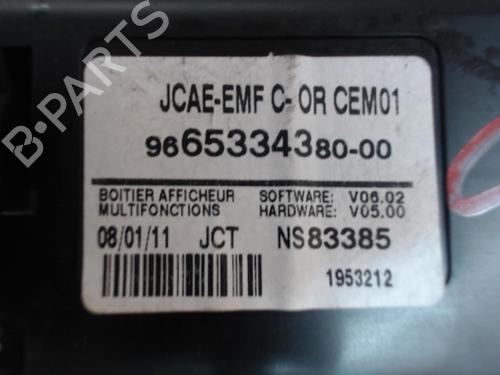 JCAE-EMF C- OR CEM01
9665334380-00
BOITIER AFFICHEUR SOFTWARE: V06.02
MULTIFONCTIONS HARDWARE: V05.00
08/01/11 JCT NS83385
1953212
B-PARTS